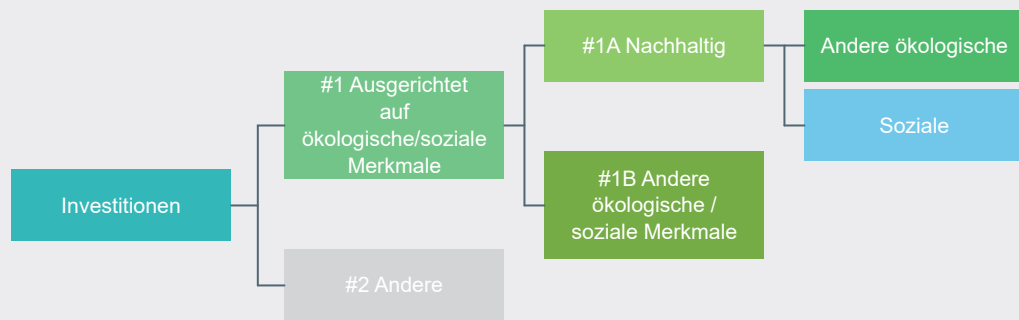 Investitionen
#1 Ausgerichtet
auf
ökologische/soziale
Merkmale
#2 Andere
#1A Nachhaltig
#1B Andere
ökologische /
soziale Merkmale
Andere ökologische
Soziale